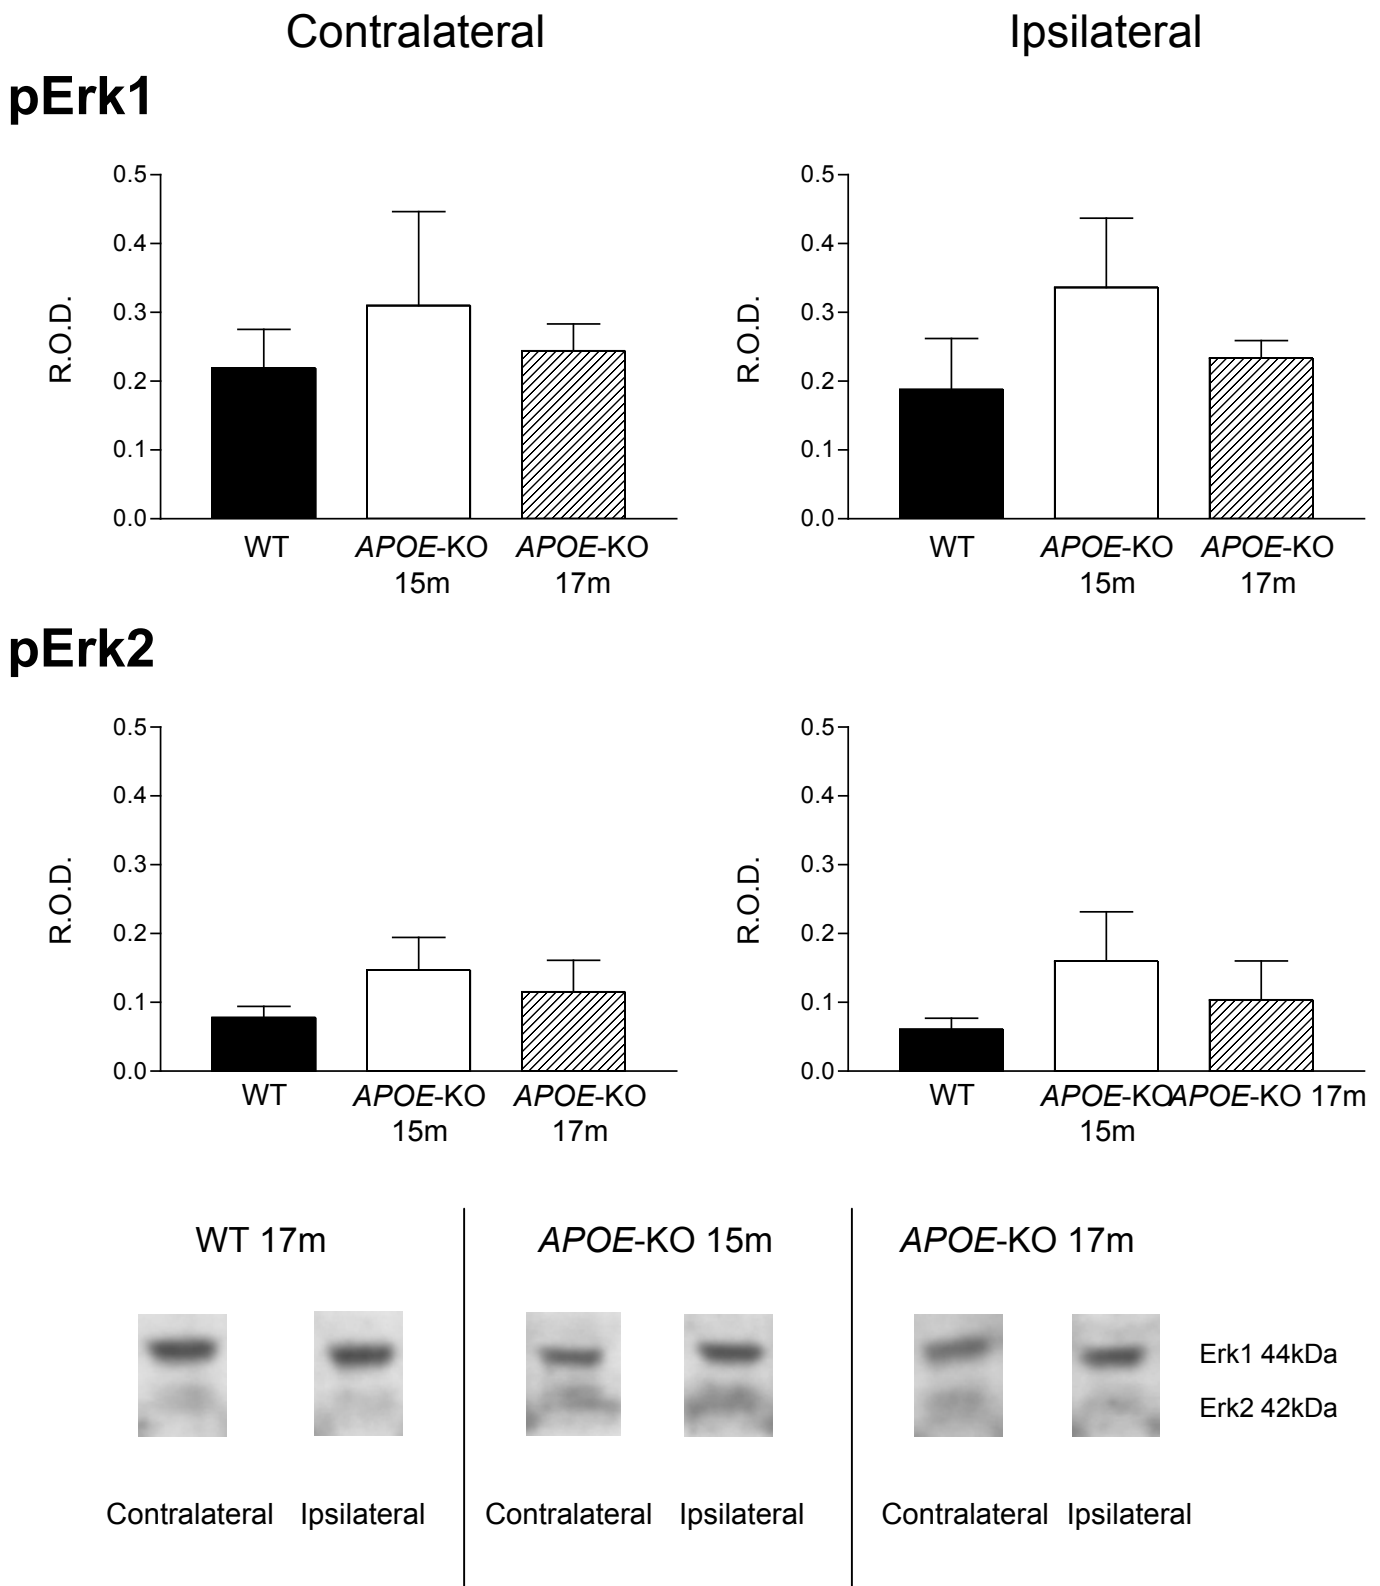 Contralateral Ipsilateral
pErk1
0.5 0.5
0.4 0.4
0.3 0.3
R.O.D. R.O.D.
0.2 0.2
0.1 0.1
0.0 0.0
WT APOE-KO APOE-KO WT APOE-KO APOE-KO
15m 17m 15m 17m
pErk2
0.5 0.5
0.4 0.4
0.3 0.3
R.O.D. R.O.D.
0.2 0.2
0.1 0.1
0.0 0.0
WT APOE-KO APOE-KO WT APOE-KO APOE-KO 17m
15m 17m 15m
WT 17m APOE-KO 15m APOE-KO 17m
Erk1 44kDa
Erk2 42kDa
Contralateral Ipsilateral Contralateral Ipsilateral Contralateral Ipsilateral